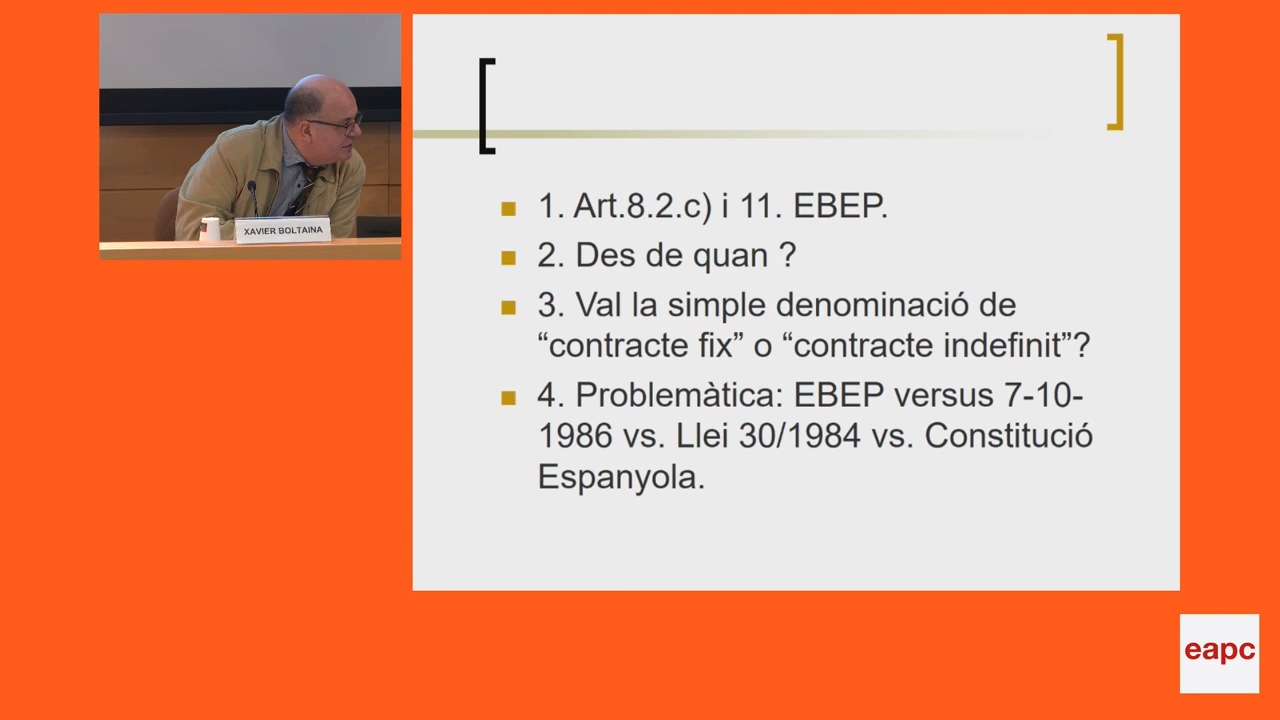 XAVIER BOLTAINA
1. Art.8.2.c) i 11. EBEP.
2. Des de quan ?
3. Val la simple denominació de
“contracte fix” o “contracte indefinit”?
4. Problemàtica: EBEP versus 7-10-
1986 vs. Llei 30/1984 vs. Constitució
Espanyola.
eapc